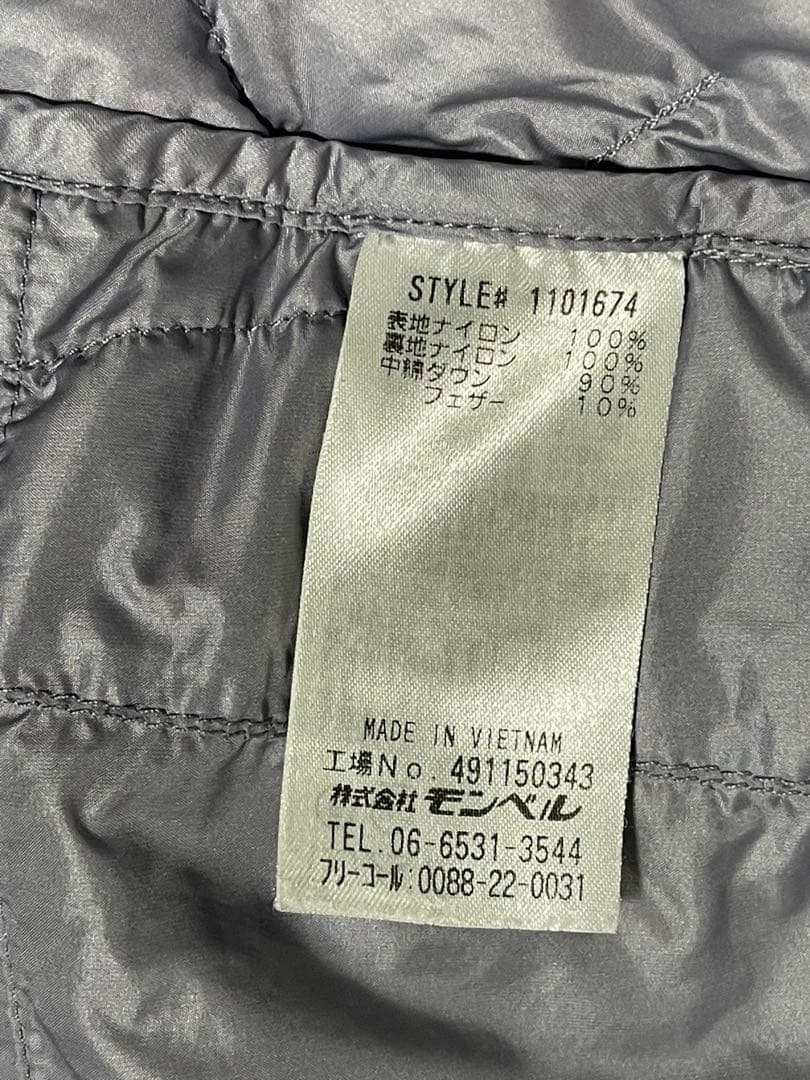 STYLE# 1101674
表地ナイロン 100%
裏地ナイロン 100%
中綿ダウン 90%
フェザー 10%
MADE IN VIETNAM
工場No. 491150343
株式会社 モンベル
TEL. 06-6531-3544
フリーコール:0088-22-0031